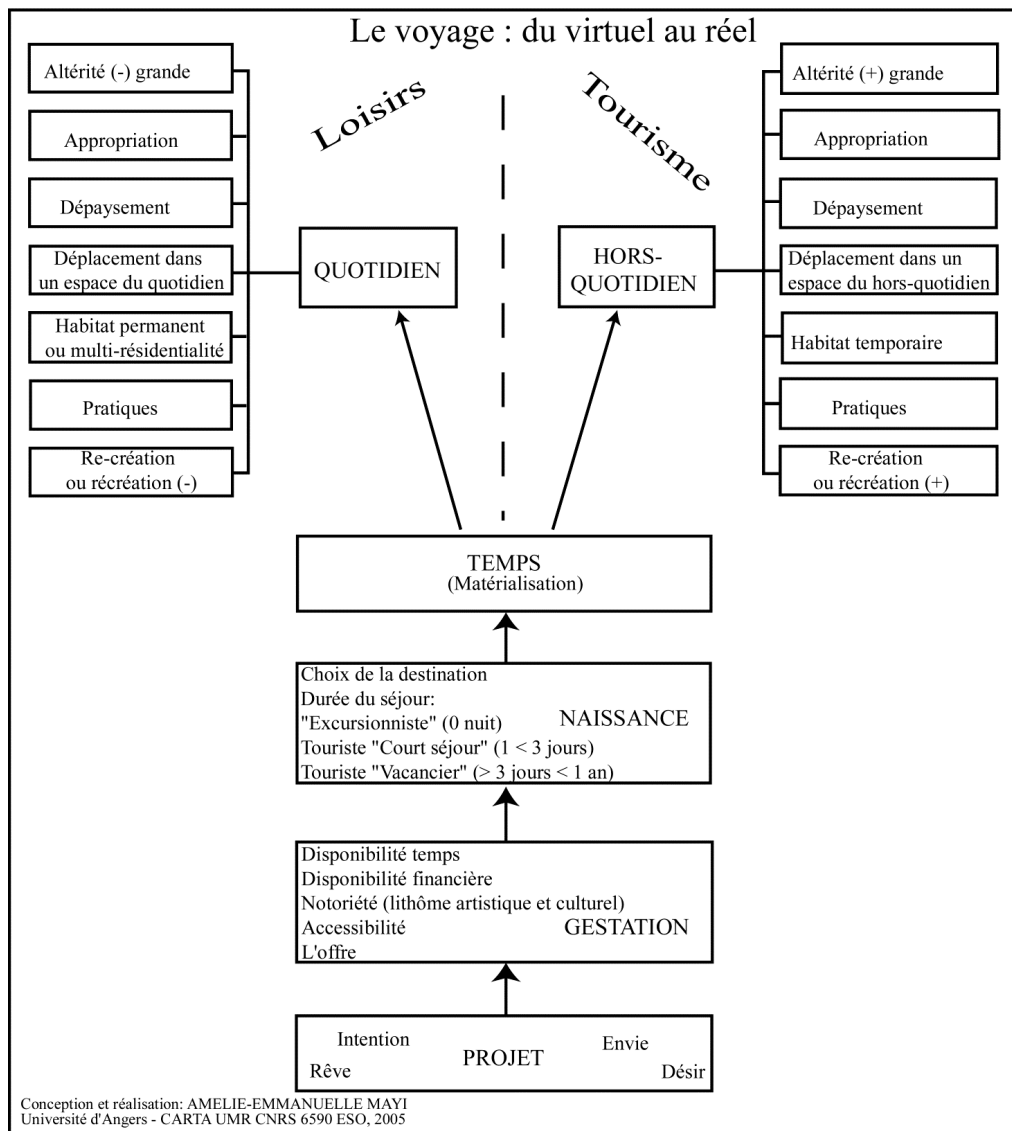 Le voyage : du virtuel au réel
Loisirs
Tourisme
Altérité (-) grande
Appropriation
Dépaysement
Déplacement dans
un espace du quotidien
Habitat permanent
ou multi-résidentialité
Pratiques
Re-création
ou récréation (-)
QUOTIDIEN
HORS-
QUOTIDIEN
Altérité (+) grande
Appropriation
Dépaysement
Déplacement dans un
espace du hors-quotidien
Habitat temporaire
Pratiques
Re-création
ou récréation (+)
TEMPS
(Matérialisation)
Choix de la destination
Durée du séjour:
"Excursionniste" (0 nuit)
NAISSANCE
Touriste "Court séjour" (1 < 3 jours)
Touriste "Vacancier" (> 3 jours < 1 an)
Disponibilité temps
Disponibilité financière
Notoriété (lithôme artistique et culturel)
Accessibilité
GESTATION
L'offre
Intention
Envie
PROJET
Rêve
Désir
Conception et réalisation: AMELIE-EMMANUELLE MAYI
Université d'Angers - CARTA UMR CNRS 6590 ESO, 2005